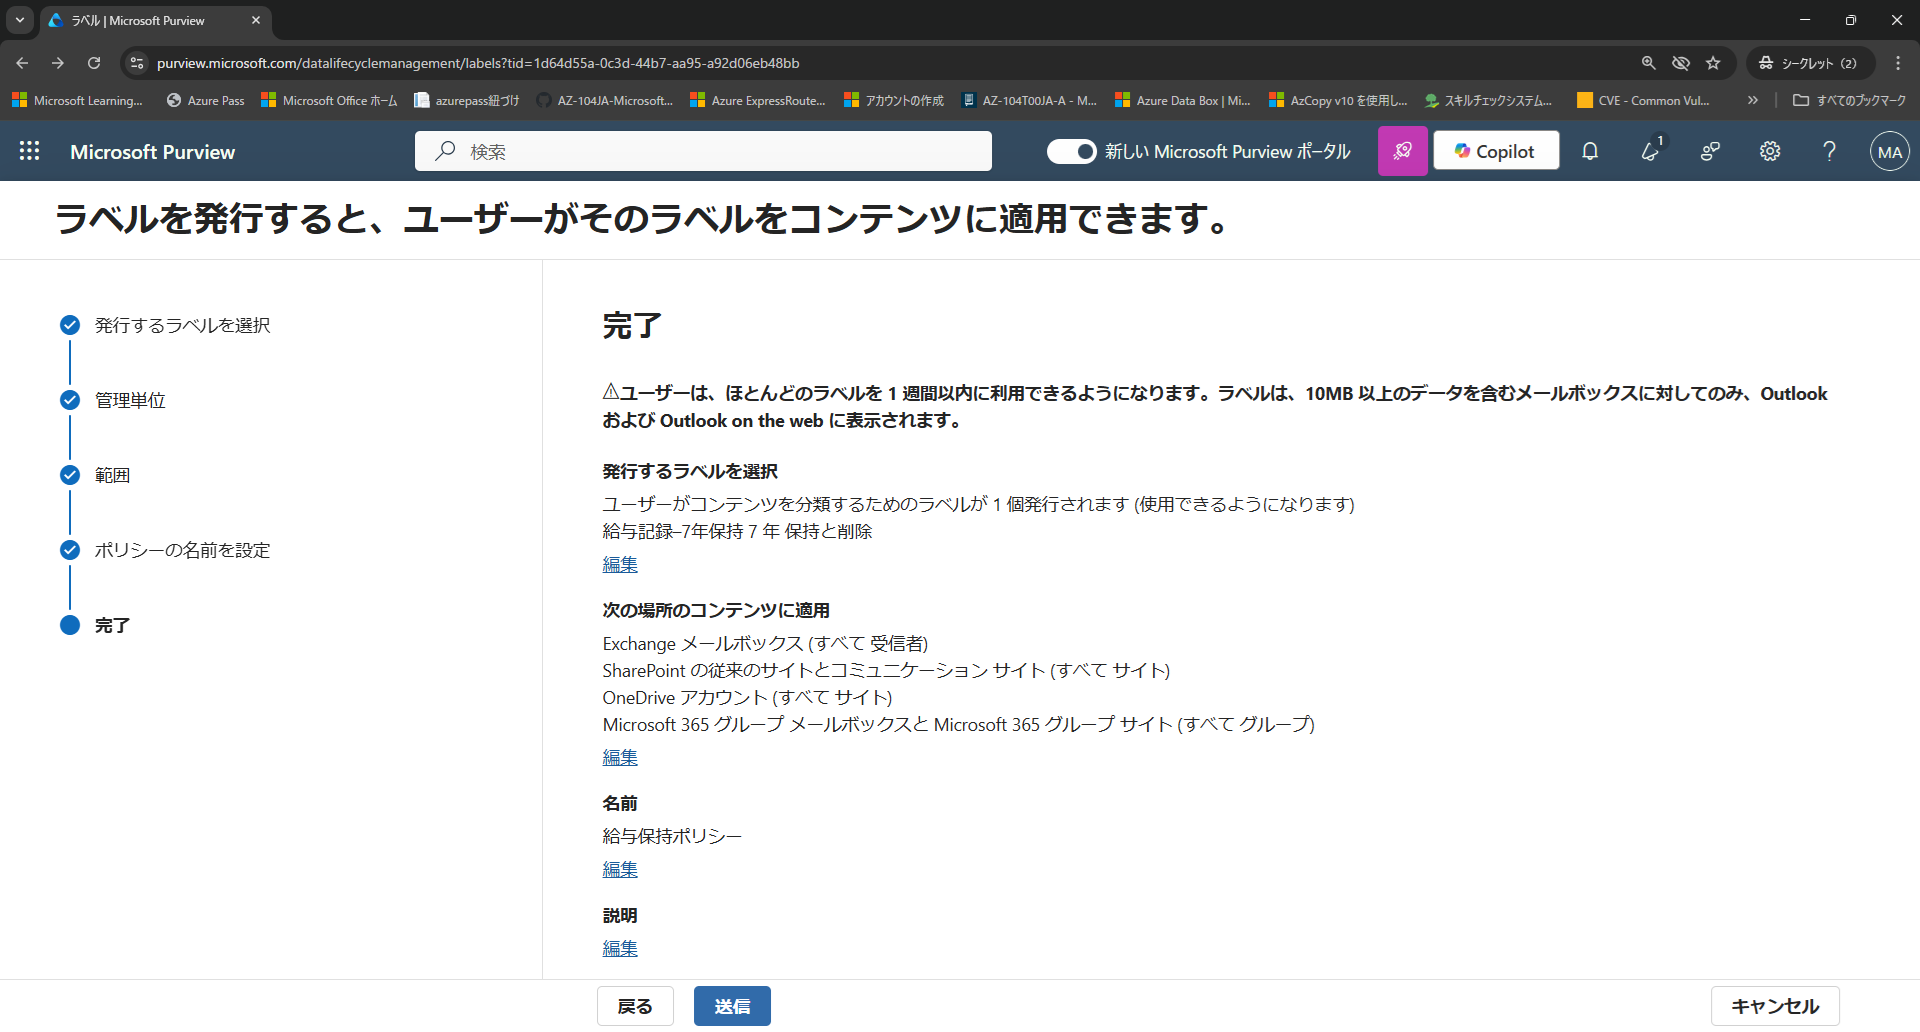 ラベル | Microsoft Purview
purview.microsoft.com/datalifecyclemanagement/labels?tid=1d64d55a-0c3d-44b7-aa95-a92d06eb48bb
シークレット (2)
Microsoft Learning...
Azure Pass
Microsoft Office ホーム
azurepass紐づけ
AZ-104JA-Microsoft...
Azure ExpressRoute...
アカウントの作成
AZ-104T00JA-A - M...
Azure Data Box | Mi...
AzCopy v10 を使用し...
スキルチェックシステム...
CVE - Common Vul...
すべてのブックマーク
Microsoft Purview
検索
新しい Microsoft Purview ポータル
Copilot
1
MA
ラベルを発行すると、ユーザーがそのラベルをコンテンツに適用できます。
発行するラベルを選択
管理単位
範囲
ポリシーの名前を設定
完了
完了
⚠ユーザーは、ほとんどのラベルを 1 週間以内に利用できるようになります。ラベルは、10MB 以上のデータを含むメールボックスに対してのみ、Outlook
および Outlook on the web に表示されます。
発行するラベルを選択
ユーザーがコンテンツを分類するためのラベルが 1 個発行されます (使用できるようになります)
給与記録–7年保持 7 年 保持と削除
編集
次の場所のコンテンツに適用
Exchange メールボックス (すべて 受信者)
SharePoint の従来のサイトとコミュニケーション サイト (すべて サイト)
OneDrive アカウント (すべて サイト)
Microsoft 365 グループ メールボックスと Microsoft 365 グループ サイト (すべて グループ)
編集
名前
給与保持ポリシー
編集
説明
編集
戻る
送信
キャンセル